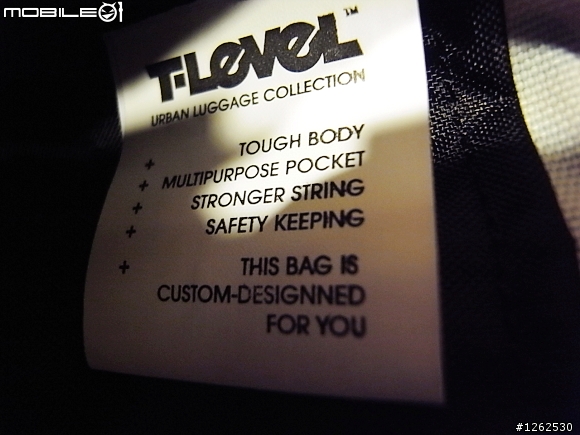 MOBILE01
T-LEVEL™
URBAN LUGGAGE COLLECTION
+ TOUGH BODY
+ MULTIPURPOSE POCKET
+ STRONGER STRING
+ SAFETY KEEPING
+ THIS BAG IS
CUSTOM-DESIGNNED
FOR YOU
#1262530